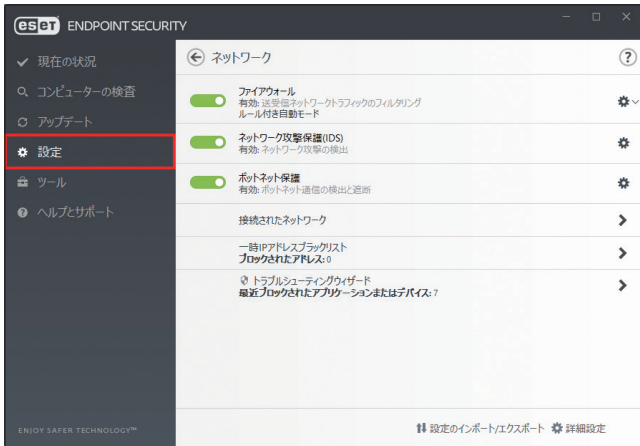 eset ENDPOINT SECURITY
現在の状況
コンピューターの検査
アップデート
設定
ツール
ヘルプとサポート
ENJOY SAFER TECHNOLOGY™
ネットワーク
?
ファイアウォール
有効: 送受信ネットワークトラフィックのフィルタリング
ルール付き自動モード
ネットワーク攻撃保護(IDS)
有効: ネットワーク攻撃の検出
ボットネット保護
有効: ボットネット通信の検出と遮断
接続されたネットワーク
一時IPアドレスブラックリスト
ブロックされたアドレス: 0
トラブルシューティングウィザード
最近ブロックされたアプリケーションまたはデバイス: 7
設定のインポート/エクスポート 詳細設定